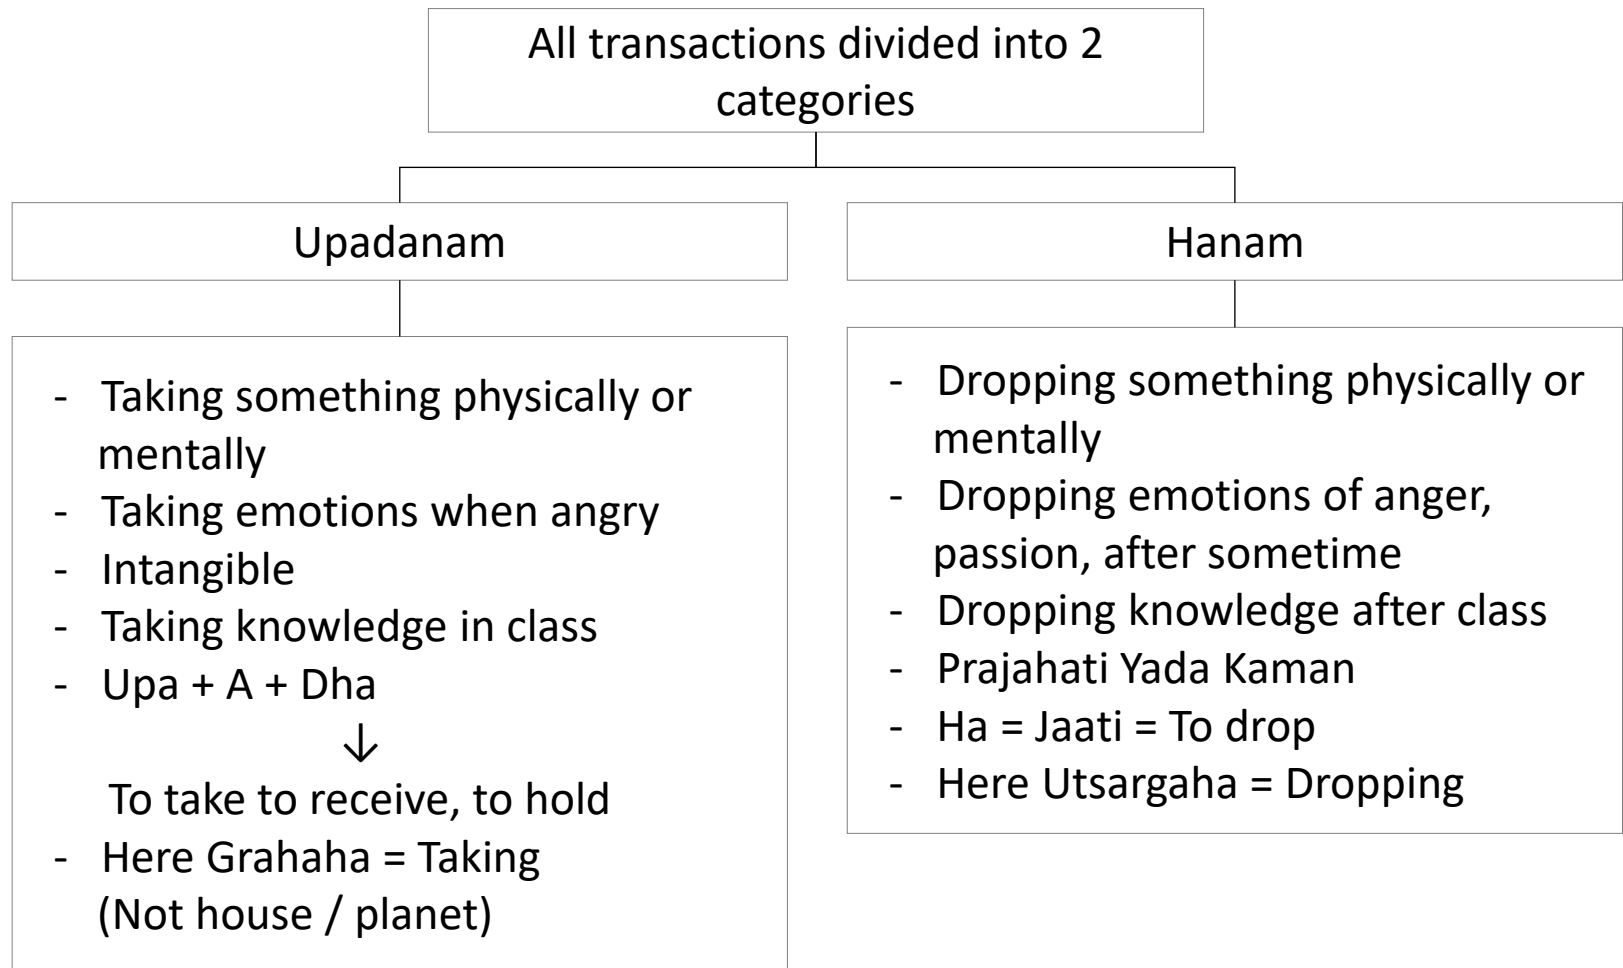 All transactions divided into 2
categories
Upadanam
- Taking something physically or
mentally
- Taking emotions when angry
- Intangible
- Taking knowledge in class
- Upa + A + Dha
↓
To take to receive, to hold
- Here Grahaha = Taking
(Not house / planet)
Hanam
- Dropping something physically or
mentally
- Dropping emotions of anger,
passion, after sometime
- Dropping knowledge after class
- Prajahati Yada Kaman
- Ha = Jaati = To drop
- Here Utsargaha = Dropping